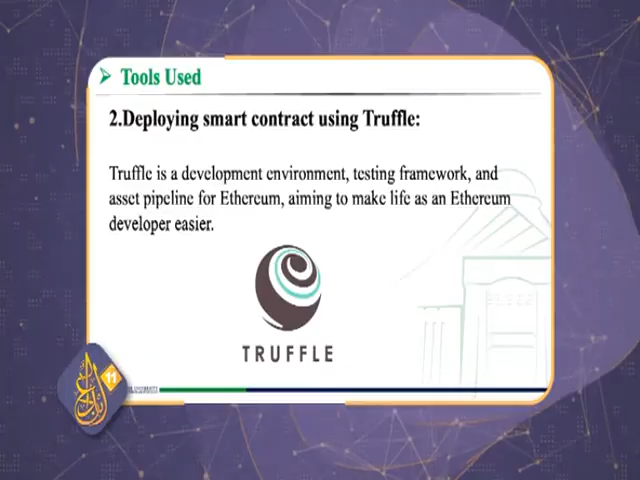 Tools Used
2.Deploying smart contract using Truffle:
Truffle is a development environment, testing framework, and
asset pipeline for Ethereum, aiming to make life as an Ethereum
developer easier.
TRUFFLE
11